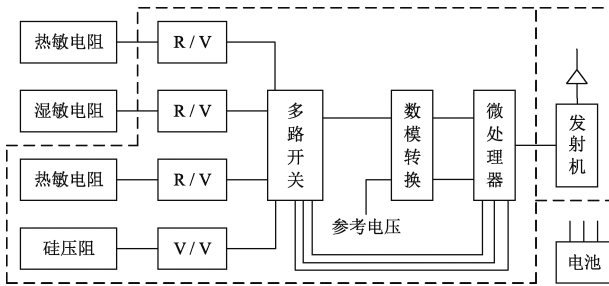 热敏电阻
R / V
湿敏电阻
R / V
热敏电阻
R / V
硅压阻
V / V
多路开关
数模转换
微处理器
参考电压
发射机
电池